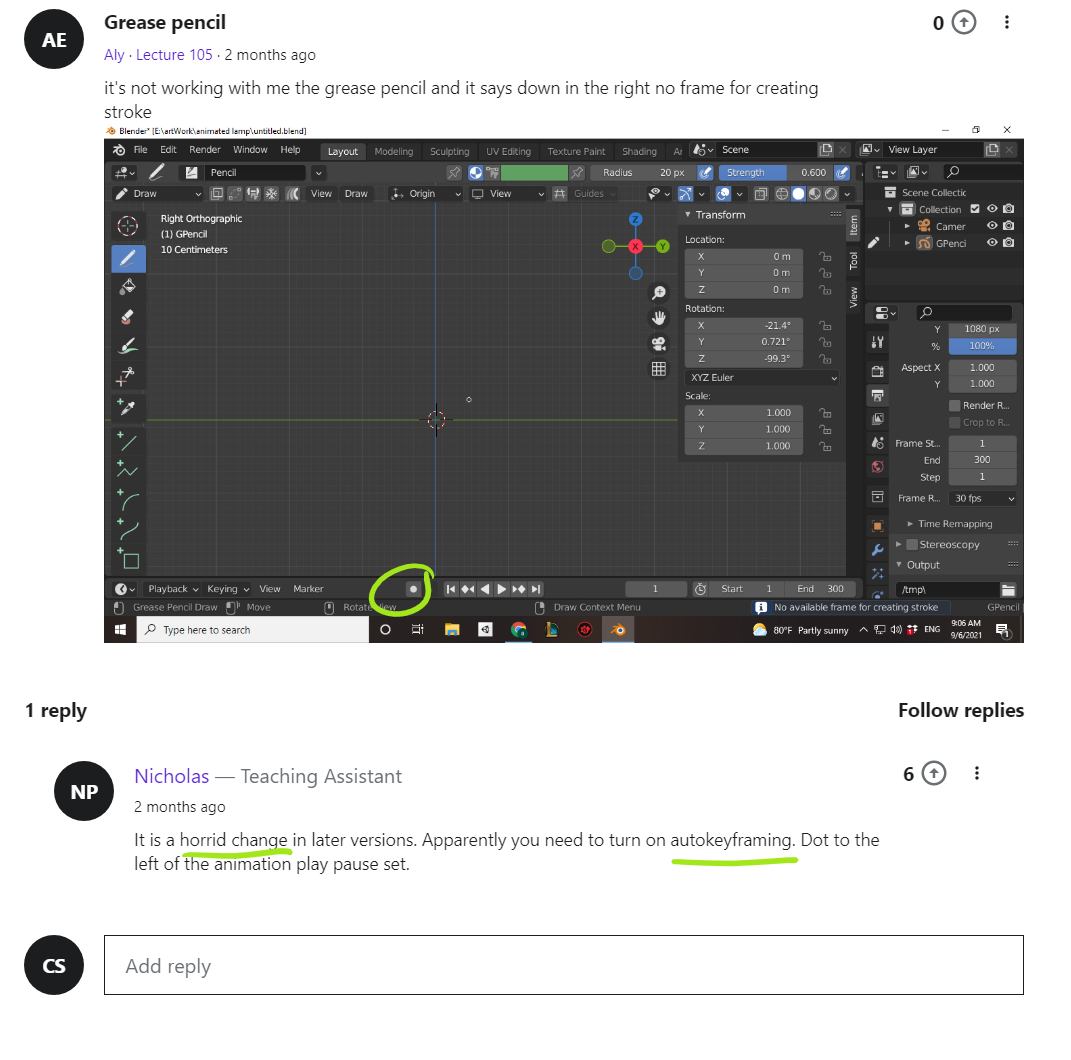 AE
Grease pencil
0
Aly · Lecture 105 · 2 months ago
it's not working with me the grease pencil and it says down in the right no frame for creating
stroke
Blender* [E:\artWork\animated lamp\untitled.blend]
File Edit Render Window Help Layout Modeling Sculpting UV Editing Texture Paint Shading Scene View Layer
Pencil Radius 20 px Strength 0.600
Draw View Draw Origin View Guides
Scene Collectic
Collection
Camer
GPenci
Right Orthographic
(1) GPencil
10 Centimeters
Z
X
Y
Transform
Location:
X 0 m
Y 0 m
Z 0 m
Rotation:
X -21.4°
Y 0.721°
Z -99.3°
XYZ Euler
Scale:
X 1.000
Y 1.000
Z 1.000
Item
Tool
View
Y 1080 px
% 100%
Aspect X 1.000
Y 1.000
Render R...
Crop to R...
Frame St... 1
End 300
Step 1
Frame R... 30 fps
Time Remapping
Stereoscopy
Output
/tmp\
Playback Keying View Marker 1 Start 1 End 300
Grease Pencil Draw Move Rotate View Draw Context Menu No available frame for creating stroke GPencil
Type here to search 80°F Partly sunny ENG 9:06 AM
9/6/2021
1
1 reply
Follow replies
NP
Nicholas — Teaching Assistant
6
2 months ago
It is a horrid change in later versions. Apparently you need to turn on autokeyframing. Dot to the
left of the animation play pause set.
CS
Add reply